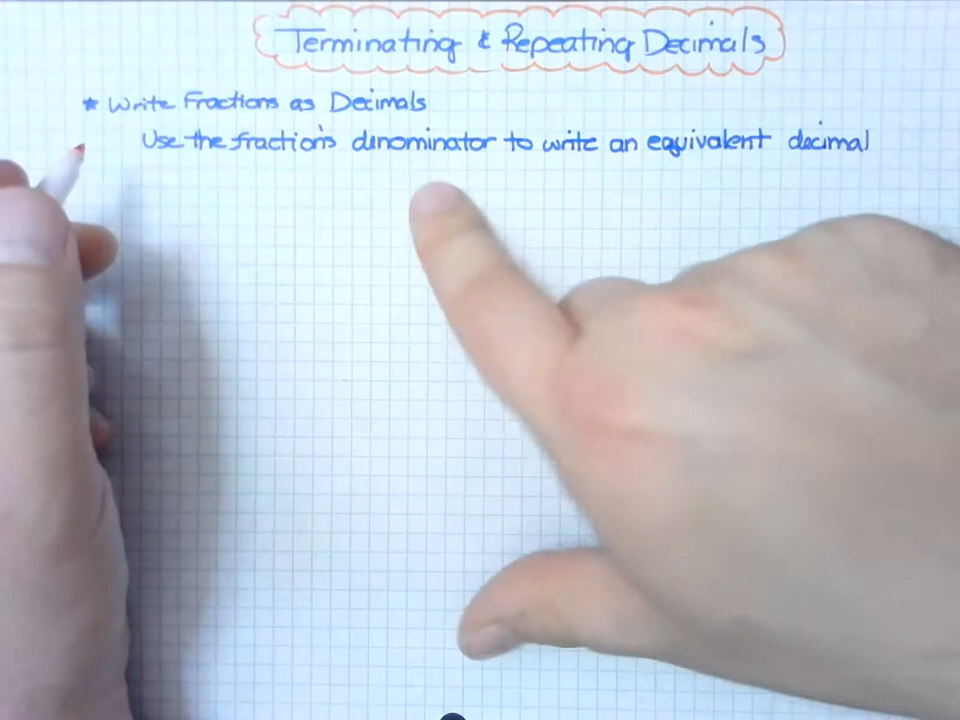 Terminating & Repeating Decimals
* Write Fractions as Decimals
Use the fraction's dinominator to write an equivalent decimal